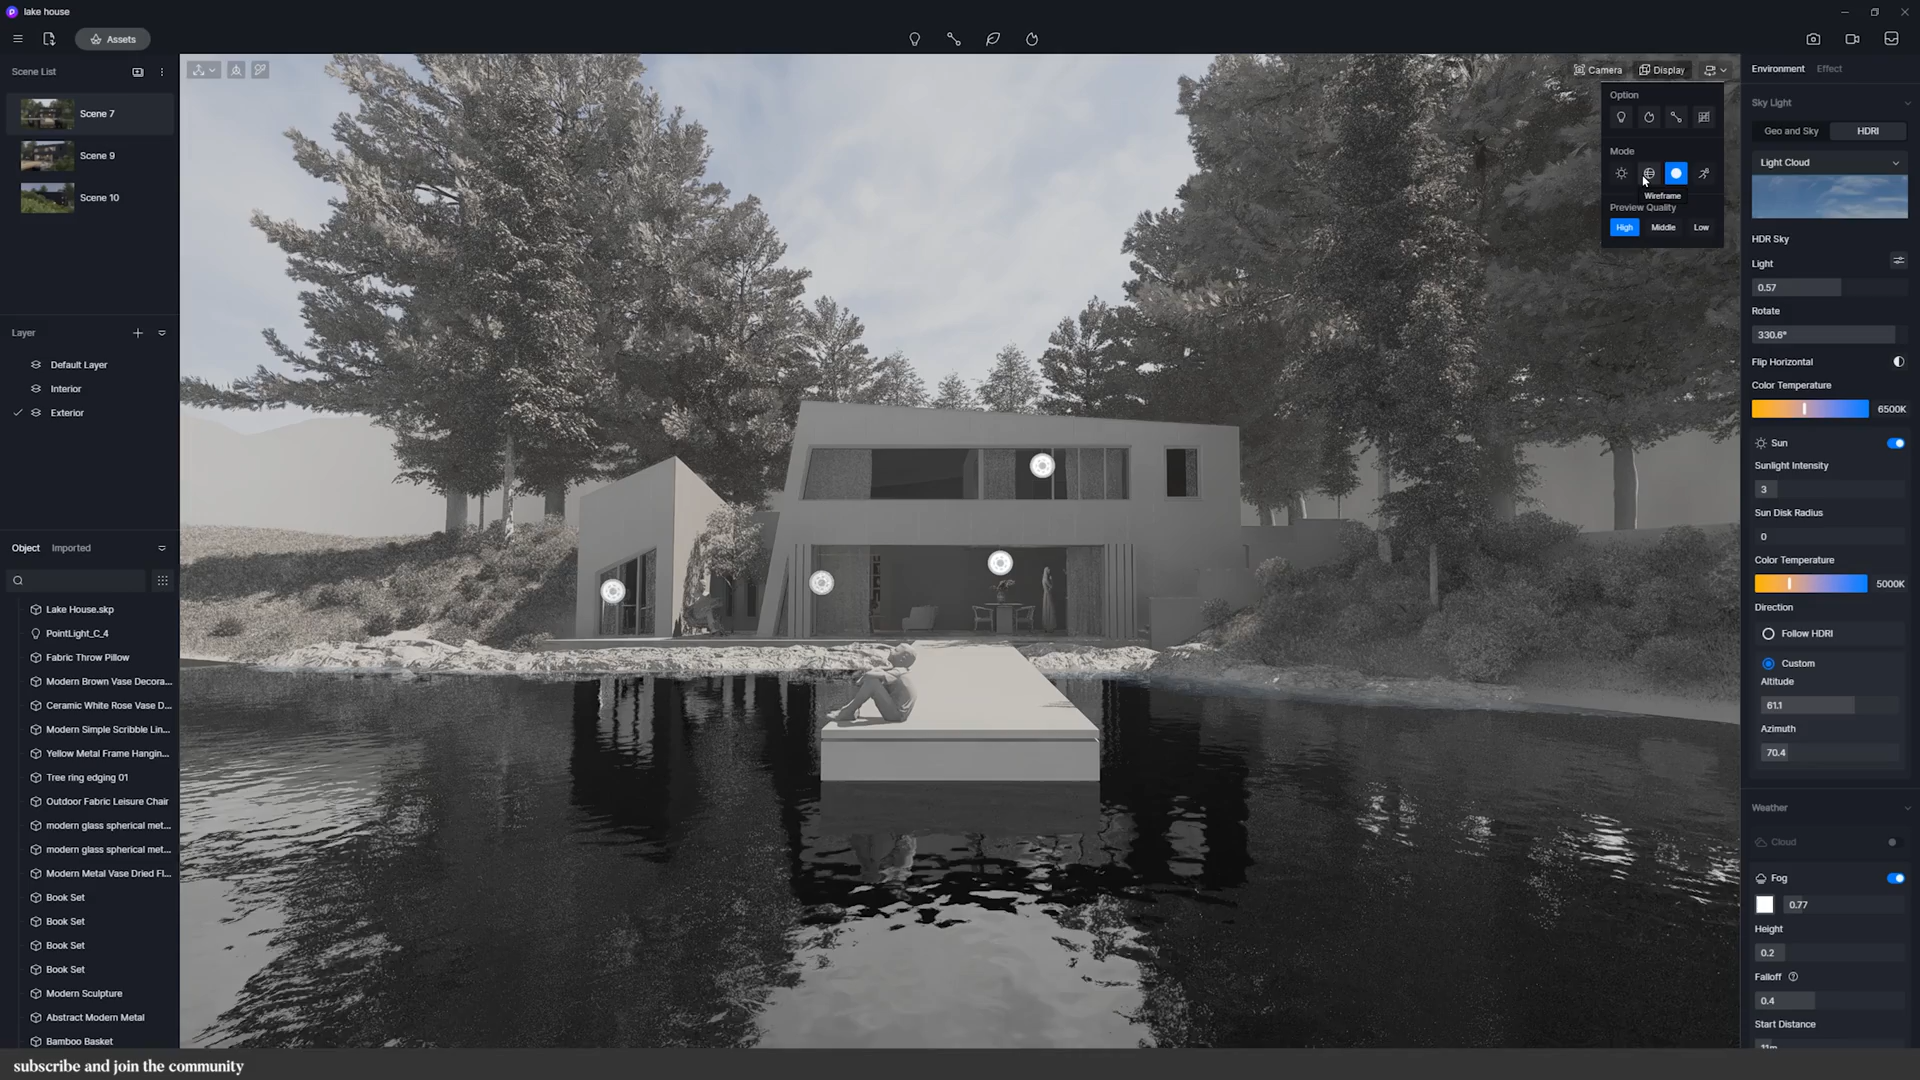 lake house
Assets
Scene List
Scene 7
Scene 9
Scene 10
Layer
Default Layer
Interior
Exterior
Object Imported
Lake House.skp
PointLight_C_4
Fabric Throw Pillow
Modern Brown Vase Decora...
Ceramic White Rose Vase D...
Modern Simple Scribble Lin...
Yellow Metal Frame Hangin...
Tree ring edging 01
Outdoor Fabric Leisure Chair
modern glass spherical met...
modern glass spherical met...
Modern Metal Vase Dried Fl...
Book Set
Book Set
Book Set
Book Set
Modern Sculpture
Abstract Modern Metal
Bamboo Basket
Camera Display
Option
Mode
Wireframe
Preview Quality
High Middle Low
Environment Effect
Sky Light
Geo and Sky HDRI
Light Cloud
HDR Sky
Light
0.57
Rotate
330.6°
Flip Horizontal
Color Temperature
6500K
Sun
Sunlight Intensity
3
Sun Disk Radius
0
Color Temperature
5000K
Direction
Follow HDRI
Custom
Altitude
61.1
Azimuth
70.4
Weather
Cloud
Fog
0.77
Height
0.2
Falloff
0.4
Start Distance
11m
subscribe and join the community